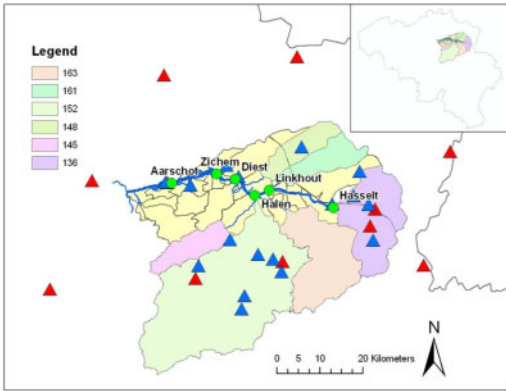 Legend
163
161
152
148
145
136
Zichem
Aarschot
Diest
Linkhout
Halen
Hasselt
N
0 5 10 20 Kilometers